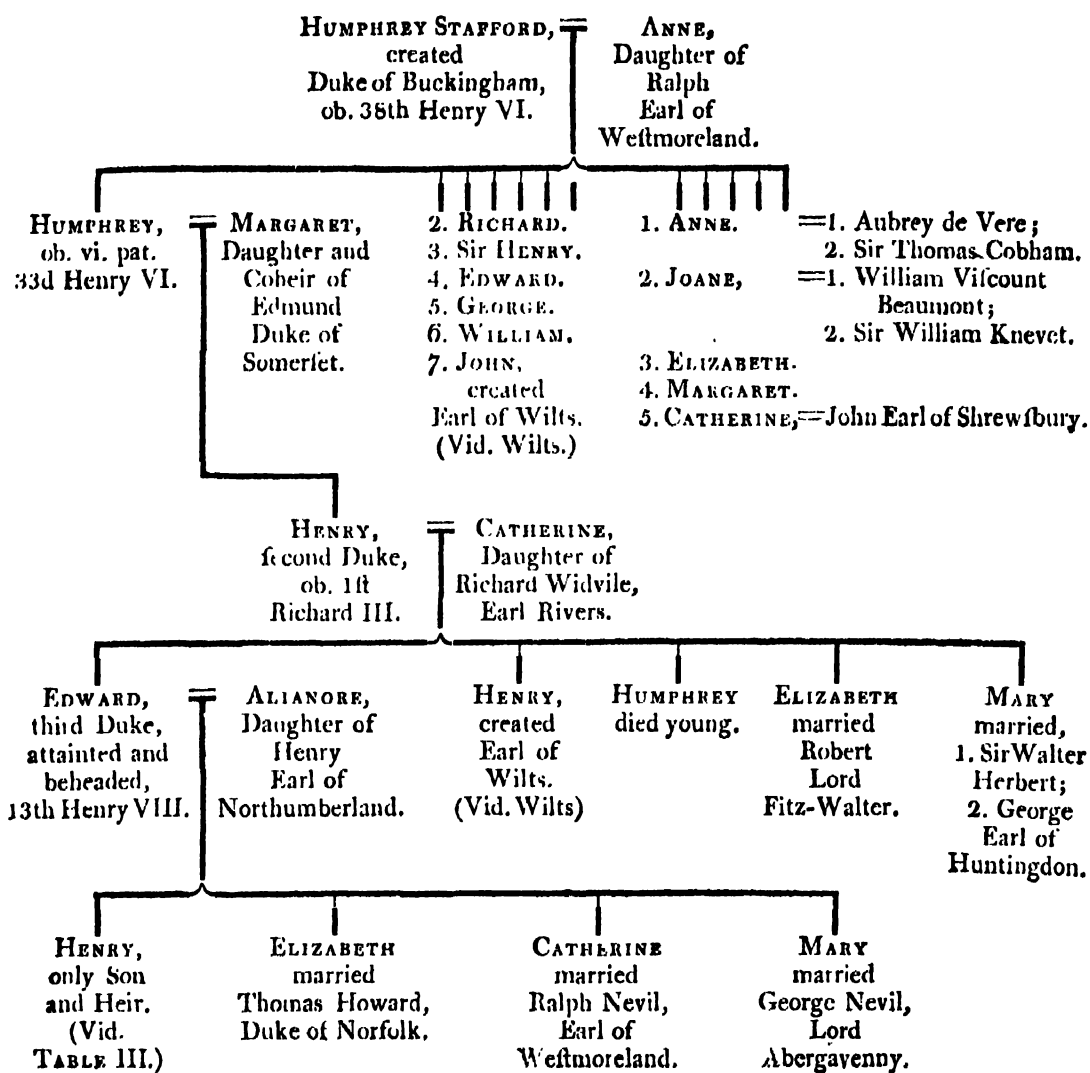 HUMPHREY STAFFORD,
created
Duke of Buckingham,
ob. 38th Henry VI.
ANNE,
Daughter of
Ralph
Earl of
Weſtmoreland.
HUMPHREY,
ob. vi. pat.
33d Henry VI.
MARGARET,
Daughter and
Coheir of
Edmund
Duke of
Somerſet.
2. RICHARD.
3. Sir HENRY.
4. EDWARD.
5. GEORGE.
6. WILLIAM.
7. JOHN,
created
Earl of Wilts.
(Vid. Wilts.)
1. ANNE. =1. Aubrey de Vere;
2. Sir Thomas Cobham.
2. JOANE, =1. William Viſcount
Beaumont;
2. Sir William Knevet.
3. ELIZABETH.
4. MARGARET.
5. CATHERINE,=John Earl of Shrewſbury.
HENRY,
ſecond Duke,
ob. 1ſt
Richard III.
CATHERINE,
Daughter of
Richard Widvile,
Earl Rivers.
EDWARD,
third Duke,
attainted and
beheaded,
13th Henry VIII.
ALIANORE,
Daughter of
Henry
Earl of
Northumberland.
HENRY,
created
Earl of
Wilts.
(Vid. Wilts)
HUMPHREY
died young.
ELIZABETH
married
Robert
Lord
Fitz-Walter.
MARY
married,
1. Sir Walter
Herbert;
2. George
Earl of
Huntingdon.
HENRY,
only Son
and Heir.
(Vid.
TABLE III.)
ELIZABETH
married
Thomas Howard,
Duke of Norfolk.
CATHERINE
married
Ralph Nevil,
Earl of
Weſtmoreland.
MARY
married
George Nevil,
Lord
Abergavenny.